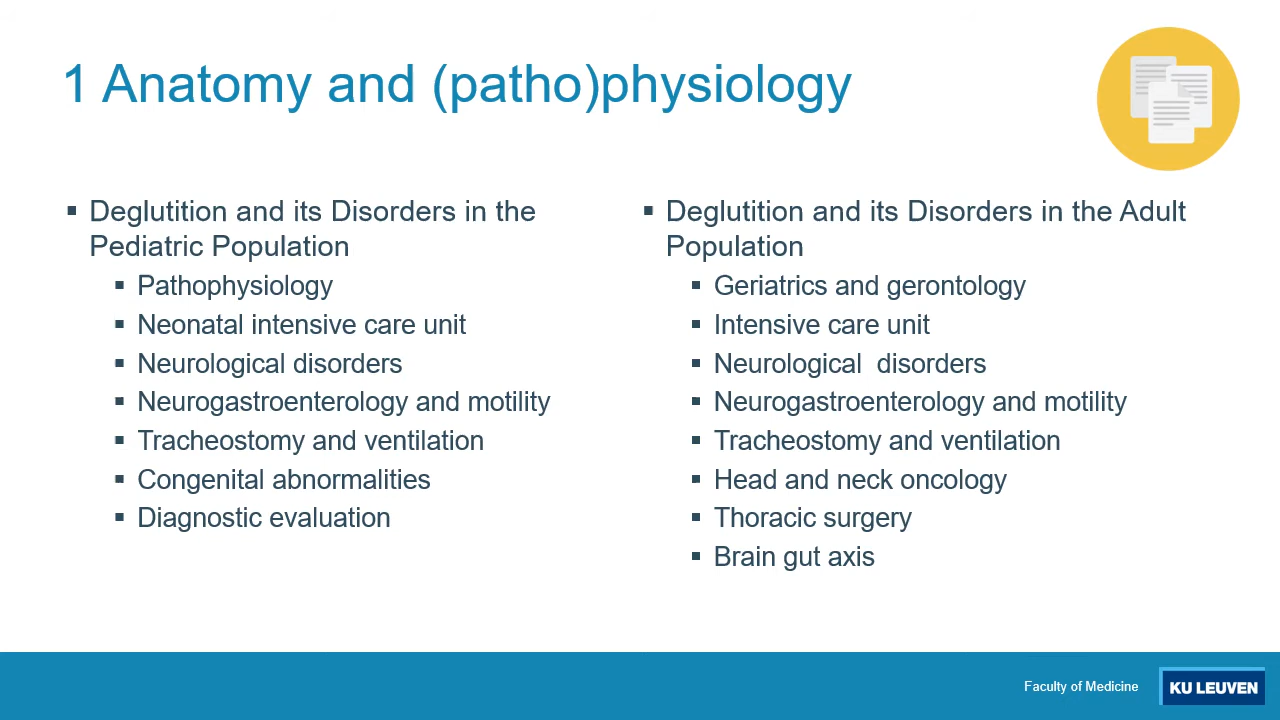 1 Anatomy and (patho)physiology
Deglutition and its Disorders in the
Pediatric Population
Pathophysiology
Neonatal intensive care unit
Neurological disorders
Neurogastroenterology and motility
Tracheostomy and ventilation
Congenital abnormalities
Diagnostic evaluation
Deglutition and its Disorders in the Adult
Population
Geriatrics and gerontology
Intensive care unit
Neurological  disorders
Neurogastroenterology and motility
Tracheostomy and ventilation
Head and neck oncology
Thoracic surgery
Brain gut axis
Faculty of Medicine
KU LEUVEN